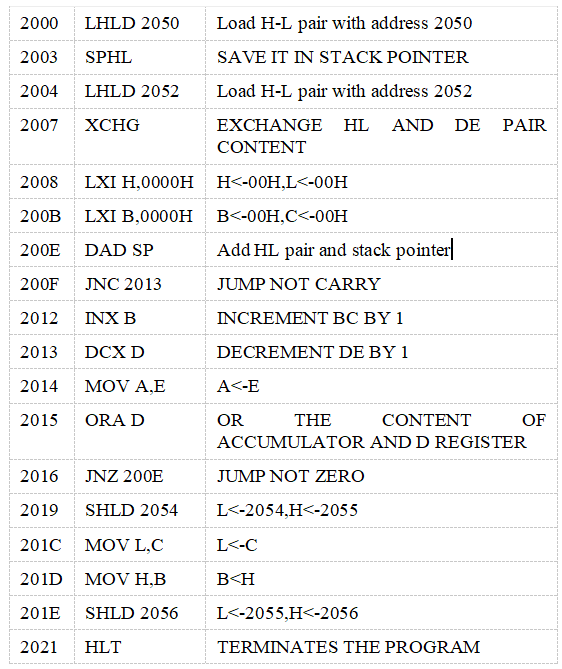 2000 LHLD 2050 Load H-L pair with address 2050
2003 SPHL SAVE IT IN STACK POINTER
2004 LHLD 2052 Load H-L pair with address 2052
2007 XCHG EXCHANGE HL AND DE PAIR
CONTENT
2008 LXI H,0000H H<-00H,L<-00H
200B LXI B,0000H B<-00H,C<-00H
200E DAD SP Add HL pair and stack pointer
200F JNC 2013 JUMP NOT CARRY
2012 INX B INCREMENT BC BY 1
2013 DCX D DECREMENT DE BY 1
2014 MOV A,E A<-E
2015 ORA D OR THE CONTENT OF
ACCUMULATOR AND D REGISTER
2016 JNZ 200E JUMP NOT ZERO
2019 SHLD 2054 L<-2054,H<-2055
201C MOV L,C L<-C
201D MOV H,B B<H
201E SHLD 2056 L<-2055,H<-2056
2021 HLT TERMINATES THE PROGRAM